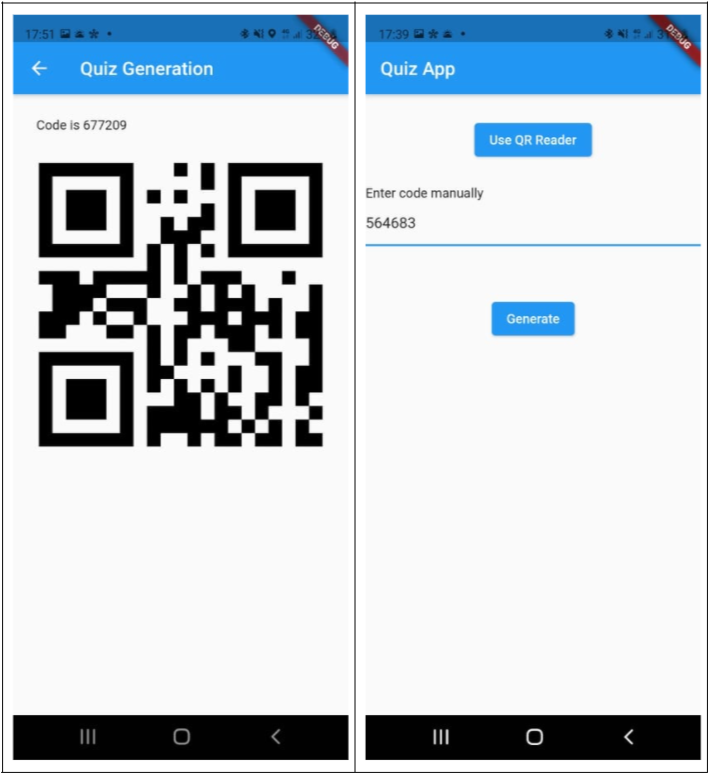 17:51
DEBUG
Quiz Generation
Code is 677209
17:39
DEBUG
Quiz App
Use QR Reader
Enter code manually
564683
Generate